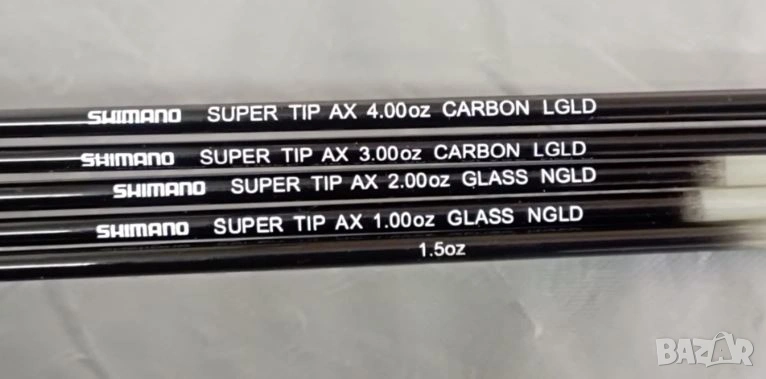 SHIMANO SUPER TIP AX 4.00oz CARBON LGLD
SHIMANO SUPER TIP AX 3.00oz CARBON LGLD
SHIMANO SUPER TIP AX 2.00oz GLASS NGLD
SHIMANO SUPER TIP AX 1.00oz GLASS NGLD
1.5oz
BAZAR